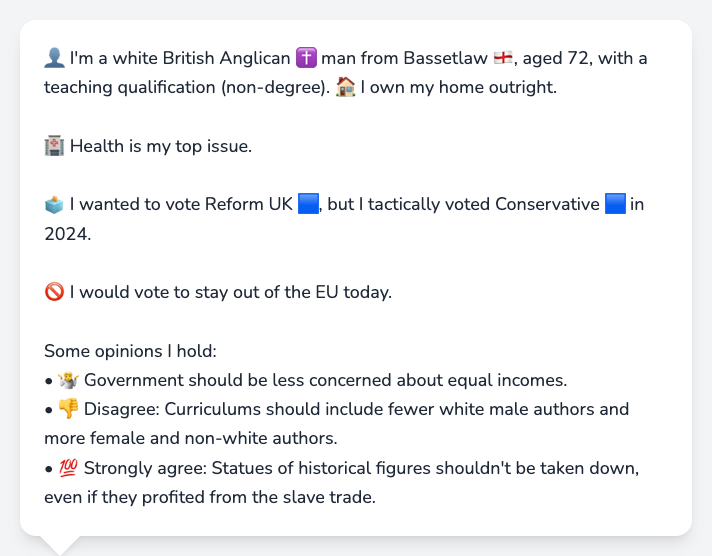 👤 I'm a white British Anglican ✝️ man from Bassetlaw 🏴󠁧󠁢󠁥󠁮󠁧󠁿, aged 72, with a
teaching qualification (non-degree). 🏠 I own my home outright.
🏥 Health is my top issue.
🗳️ I wanted to vote Reform UK 🟦, but I tactically voted Conservative 🟦 in
2024.
🚫 I would vote to stay out of the EU today.
Some opinions I hold:
• 🤷 Government should be less concerned about equal incomes.
• 👎 Disagree: Curriculums should include fewer white male authors and
more female and non-white authors.
• 💯 Strongly agree: Statues of historical figures shouldn't be taken down,
even if they profited from the slave trade.